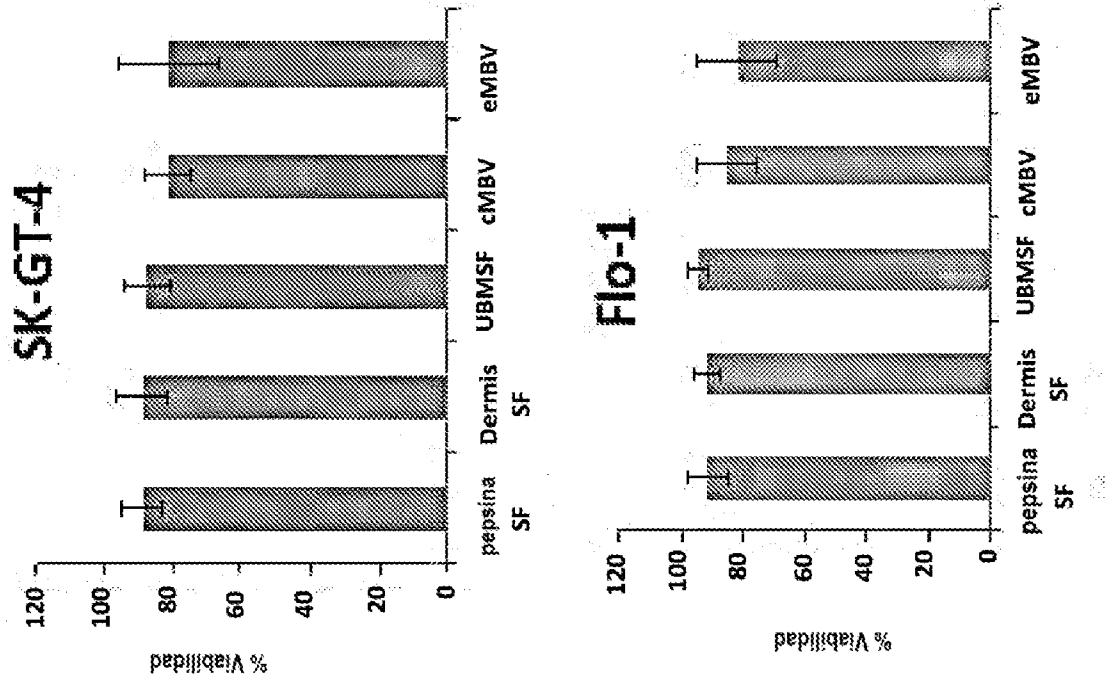 SK-GT-4
120
100
80
60
40
20
0
% Viabilidad
pepsina SF
Dermis SF
UBMSF
cMBV
eMBV
Flo-1
120
100
80
60
40
20
0
% Viabilidad
pepsina SF
Dermis SF
UBMSF
cMBV
eMBV